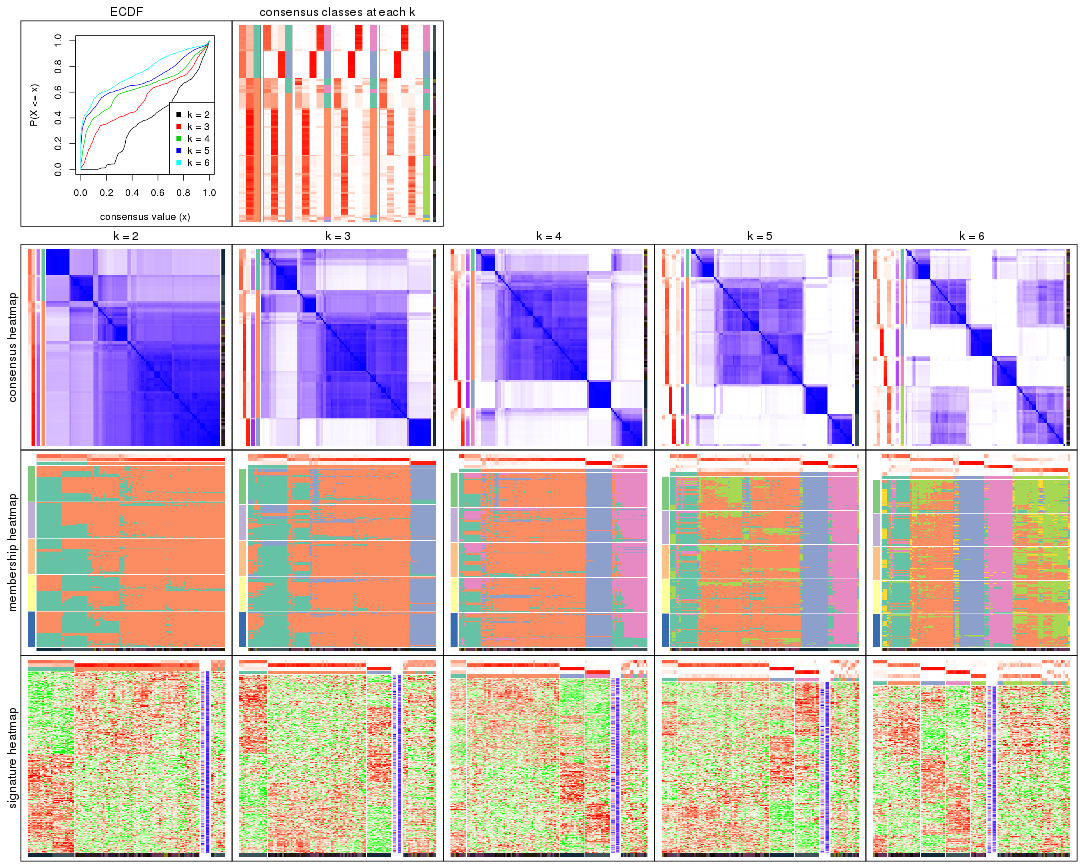 ECDF
consensus classes at each k
P(X <= x)
0.0 0.2 0.4 0.6 0.8 1.0
k = 2
k = 3
k = 4
k = 5
k = 6
0.0 0.2 0.4 0.6 0.8 1.0
consensus value (x)
k = 2 k = 3 k = 4 k = 5 k = 6
consensus heatmap
membership heatmap
signature heatmap